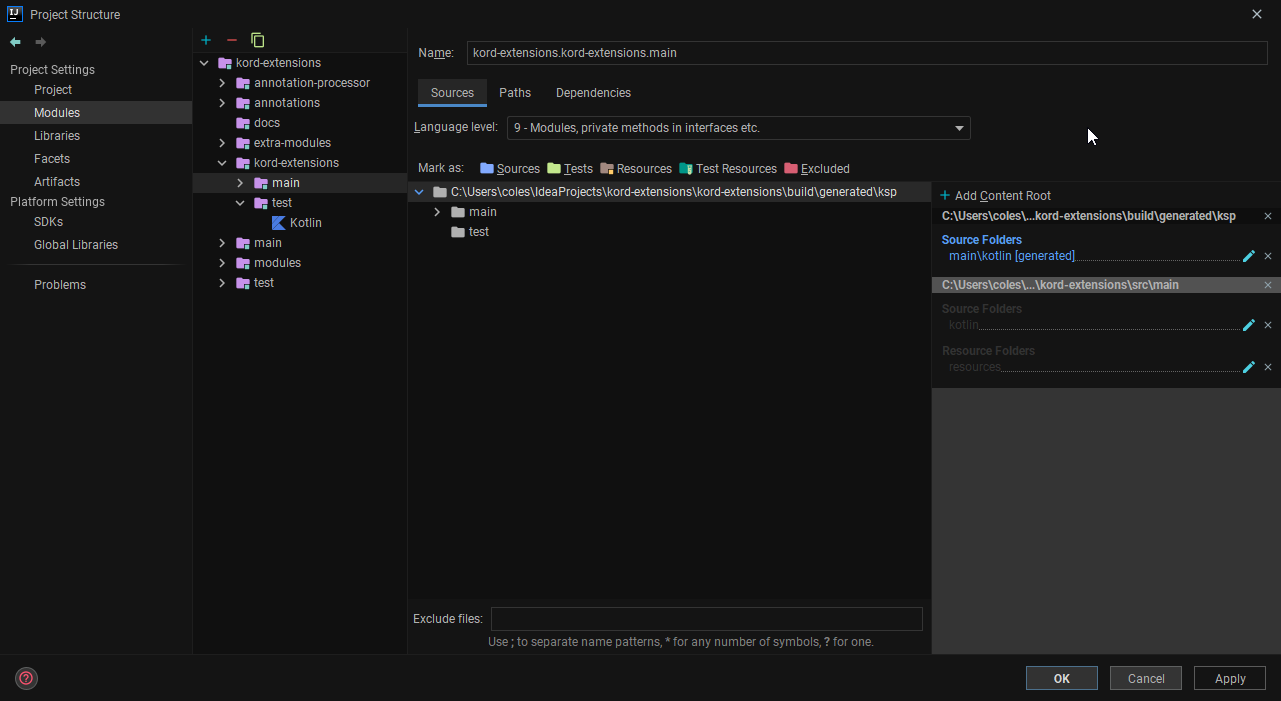 Project Structure
Project Settings
Project
Modules
Libraries
Facets
Artifacts
Platform Settings
SDKs
Global Libraries
Problems
kord-extensions
annotation-processor
annotations
docs
extra-modules
kord-extensions
main
test
Kotlin
main
modules
test
Name: kord-extensions.kord-extensions.main
Sources Paths Dependencies
Language level: 9 - Modules, private methods in interfaces etc.
Mark as: Sources Tests Resources Test Resources Excluded
C:\Users\coles\IdeaProjects\kord-extensions\kord-extensions\build\generated\ksp
main
test
Exclude files:
Use ; to separate name patterns, * for any number of symbols, ? for one.
Add Content Root
C:\Users\coles\...kord-extensions\build\generated\ksp
Source Folders
main\kotlin [generated]
C:\Users\coles\...\kord-extensions\src\main
Source Folders
kotlin
Resource Folders
resources
OK Cancel Apply